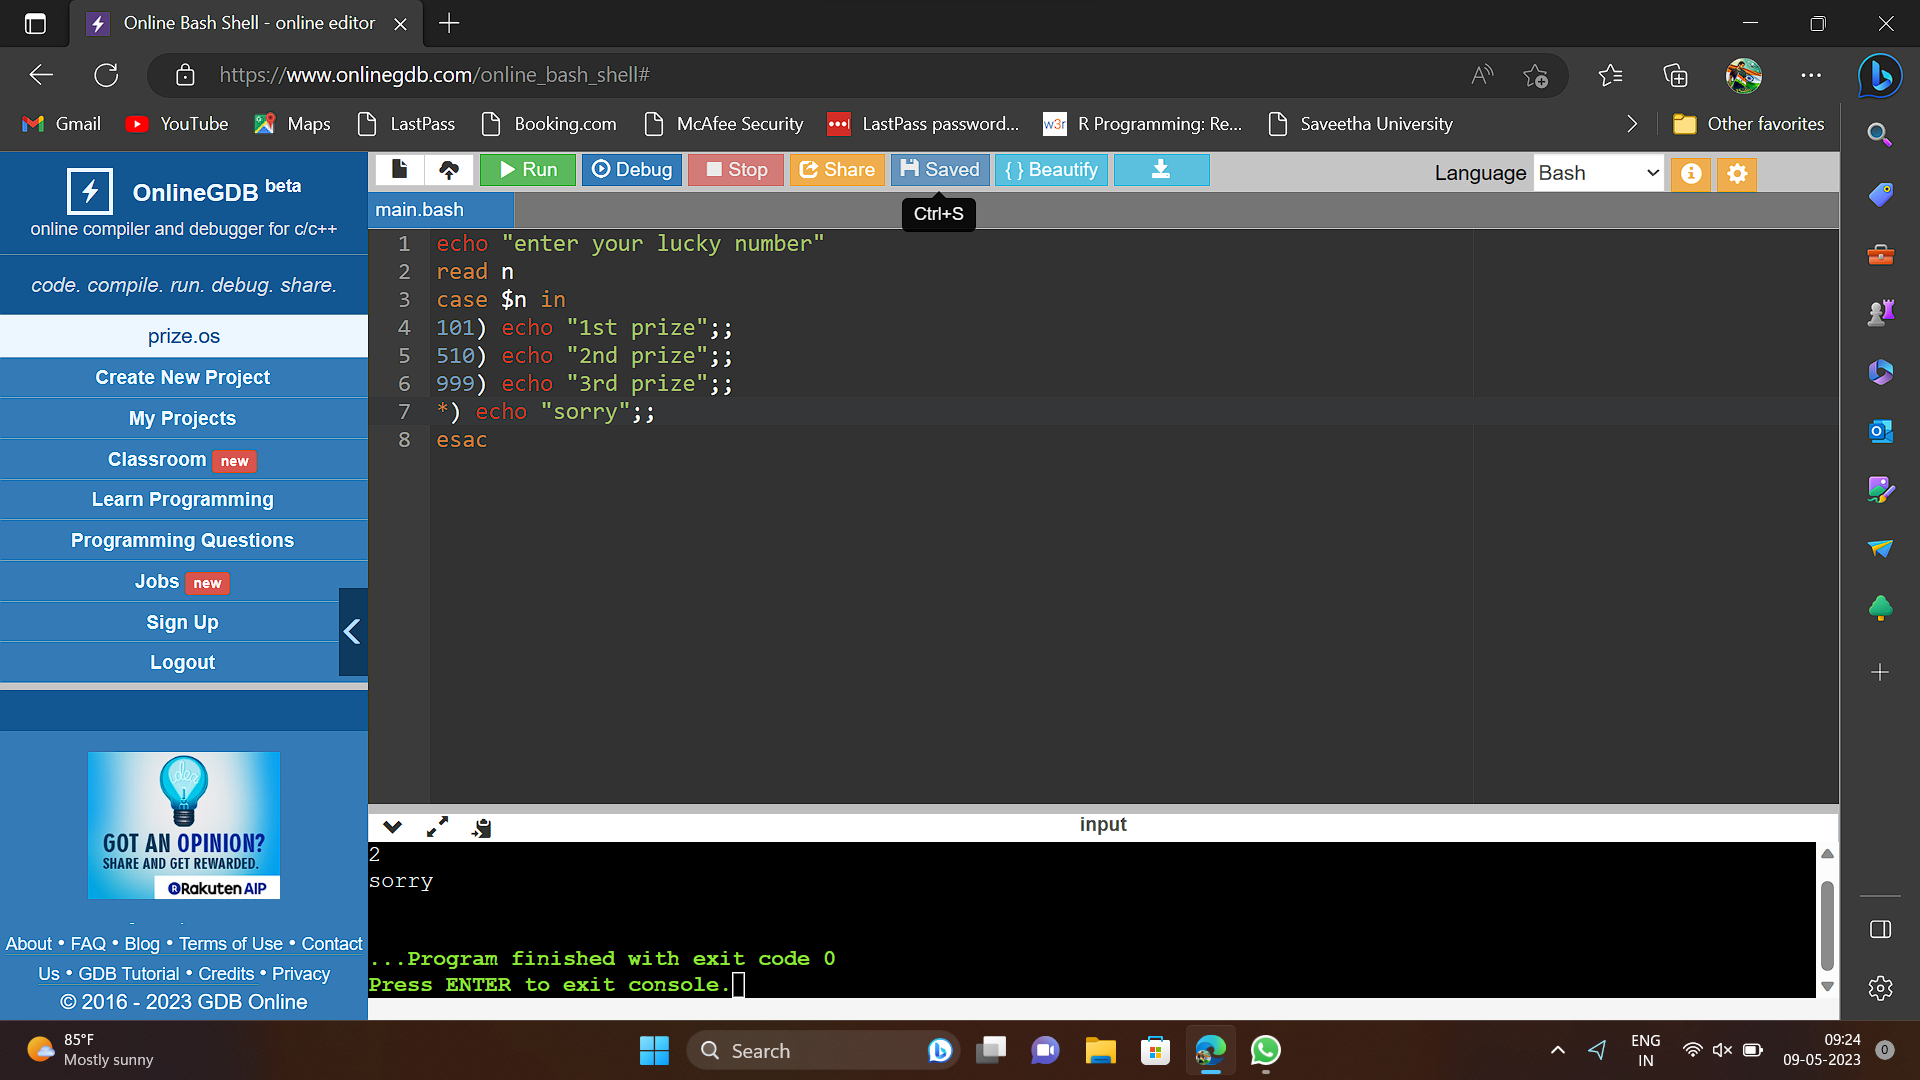 Online Bash Shell - online editor
https://www.onlinegdb.com/online_bash_shell#
Gmail YouTube Maps LastPass Booking.com McAfee Security LastPass password... R Programming: Re... Saveetha University Other favorites
OnlineGDB beta
online compiler and debugger for c/c++
code. compile. run. debug. share.
prize.os
Create New Project
My Projects
Classroom new
Learn Programming
Programming Questions
Jobs new
Sign Up
Logout
idea
GOT AN OPINION?
SHARE AND GET REWARDED.
Rakuten AIP
About • FAQ • Blog • Terms of Use • Contact
Us • GDB Tutorial • Credits • Privacy
© 2016 - 2023 GDB Online
Run Debug Stop Share Saved { } Beautify Language Bash
main.bash
Ctrl+S
1 echo "enter your lucky number"
2 read n
3 case $n in
4 101) echo "1st prize";;
5 510) echo "2nd prize";;
6 999) echo "3rd prize";;
7 *) echo "sorry";;
8 esac
input
2
sorry
...Program finished with exit code 0
Press ENTER to exit console.
85°F
Mostly sunny
Search
ENG
IN
09:24
09-05-2023
0